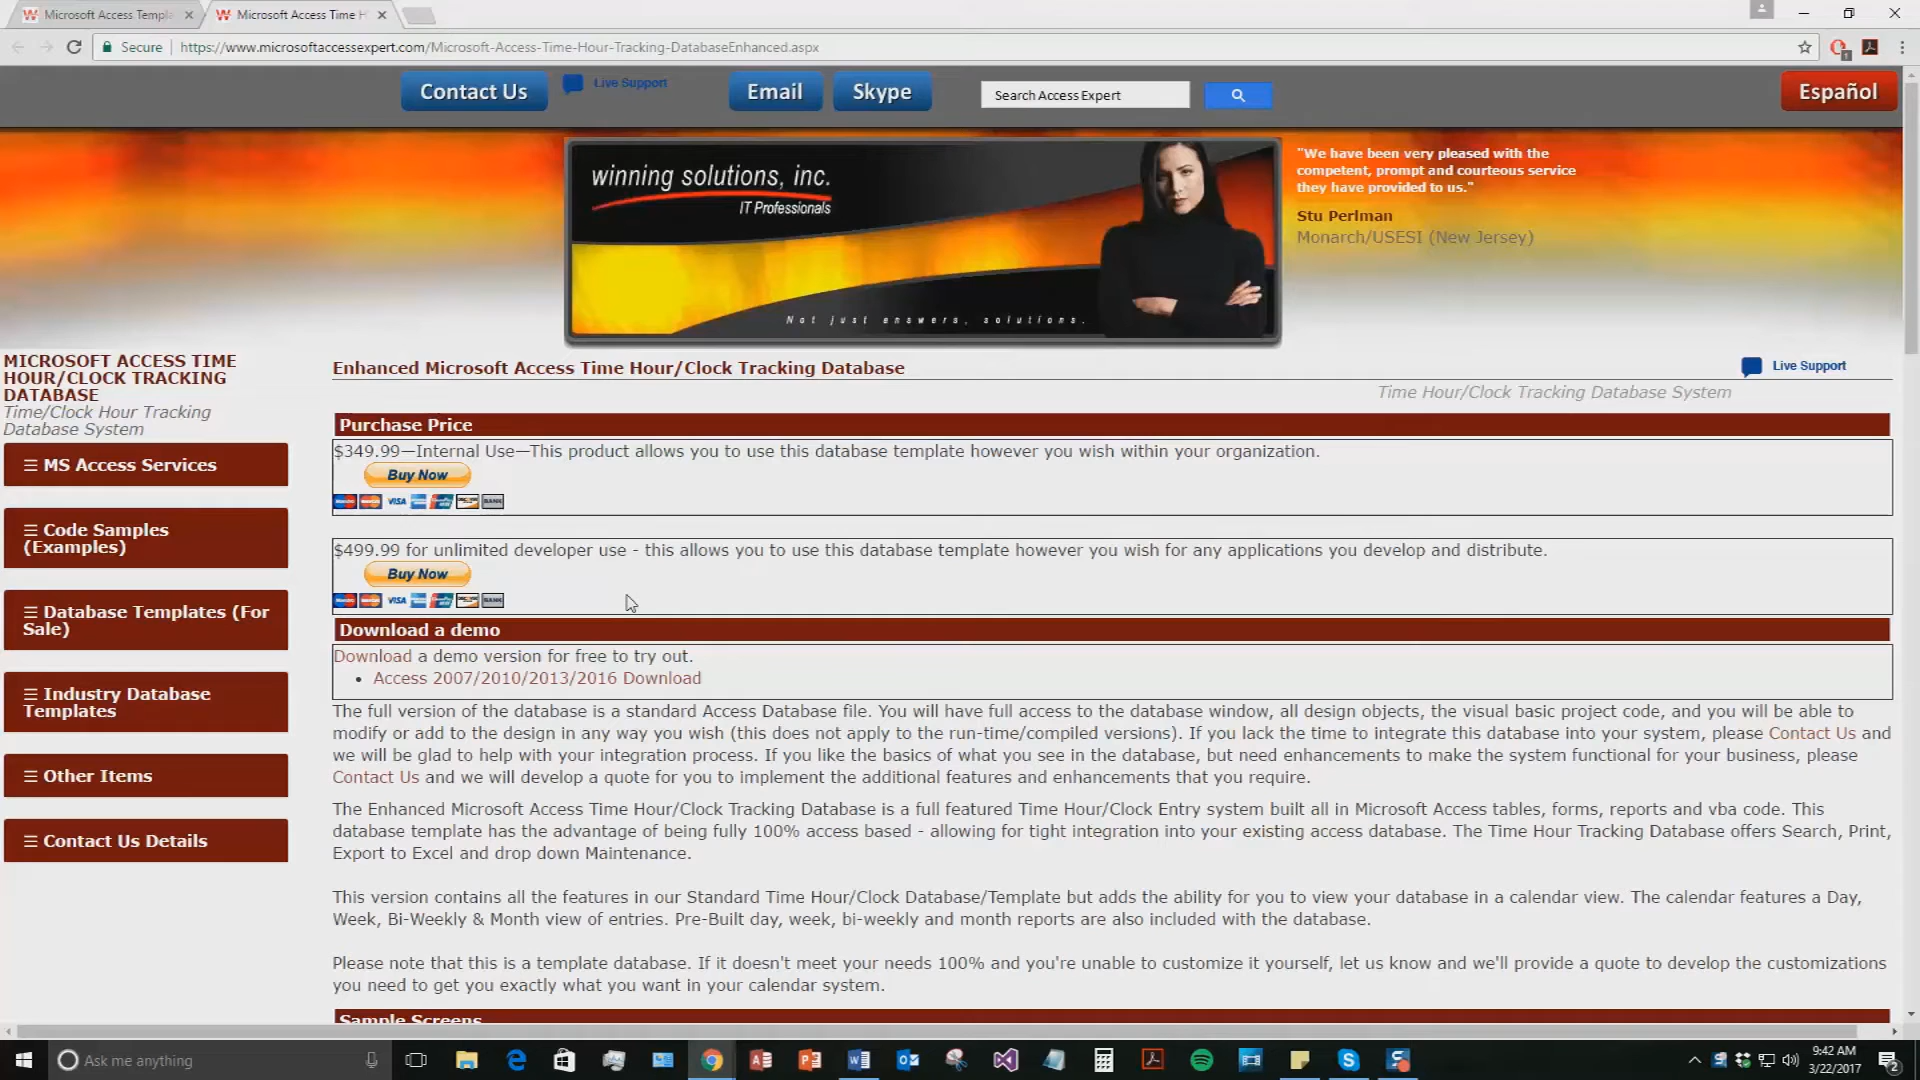 Microsoft Access Templ
Microsoft Access Time H
Secure
https://www.microsoftaccessexpert.com/Microsoft-Access-Time-Hour-Tracking-DatabaseEnhanced.aspx
Contact Us
Live Support
Email
Skype
Search Access Expert
Español
winning solutions, inc.
IT Professionals
Not just answers, solutions.
"We have been very pleased with the
competent, prompt and courteous service
they have provided to us."
Stu Perlman
Monarch/USESI (New Jersey)
MICROSOFT ACCESS TIME
HOUR/CLOCK TRACKING
DATABASE
Time/Clock Hour Tracking
Database System
☰ MS Access Services
☰ Code Samples
(Examples)
☰ Database Templates (For
Sale)
☰ Industry Database
Templates
☰ Other Items
☰ Contact Us Details
Enhanced Microsoft Access Time Hour/Clock Tracking Database
Live Support
Time Hour/Clock Tracking Database System
Purchase Price
$349.99—Internal Use—This product allows you to use this database template however you wish within your organization.
Buy Now
VISA
$499.99 for unlimited developer use - this allows you to use this database template however you wish for any applications you develop and distribute.
Buy Now
VISA
Download a demo
Download a demo version for free to try out.
• Access 2007/2010/2013/2016 Download
The full version of the database is a standard Access Database file. You will have full access to the database window, all design objects, the visual basic project code, and you will be able to
modify or add to the design in any way you wish (this does not apply to the run-time/compiled versions). If you lack the time to integrate this database into your system, please Contact Us and
we will be glad to help with your integration process. If you like the basics of what you see in the database, but need enhancements to make the system functional for your business, please
Contact Us and we will develop a quote for you to implement the additional features and enhancements that you require.
The Enhanced Microsoft Access Time Hour/Clock Tracking Database is a full featured Time Hour/Clock Entry system built all in Microsoft Access tables, forms, reports and vba code. This
database template has the advantage of being fully 100% access based - allowing for tight integration into your existing access database. The Time Hour Tracking Database offers Search, Print,
Export to Excel and drop down Maintenance.
This version contains all the features in our Standard Time Hour/Clock Database/Template but adds the ability for you to view your database in a calendar view. The calendar features a Day,
Week, Bi-Weekly & Month view of entries. Pre-Built day, week, bi-weekly and month reports are also included with the database.
Please note that this is a template database. If it doesn't meet your needs 100% and you're unable to customize it yourself, let us know and we'll provide a quote to develop the customizations
you need to get you exactly what you want in your calendar system.
Sample Screens
Ask me anything
9:42 AM
3/22/2017
2